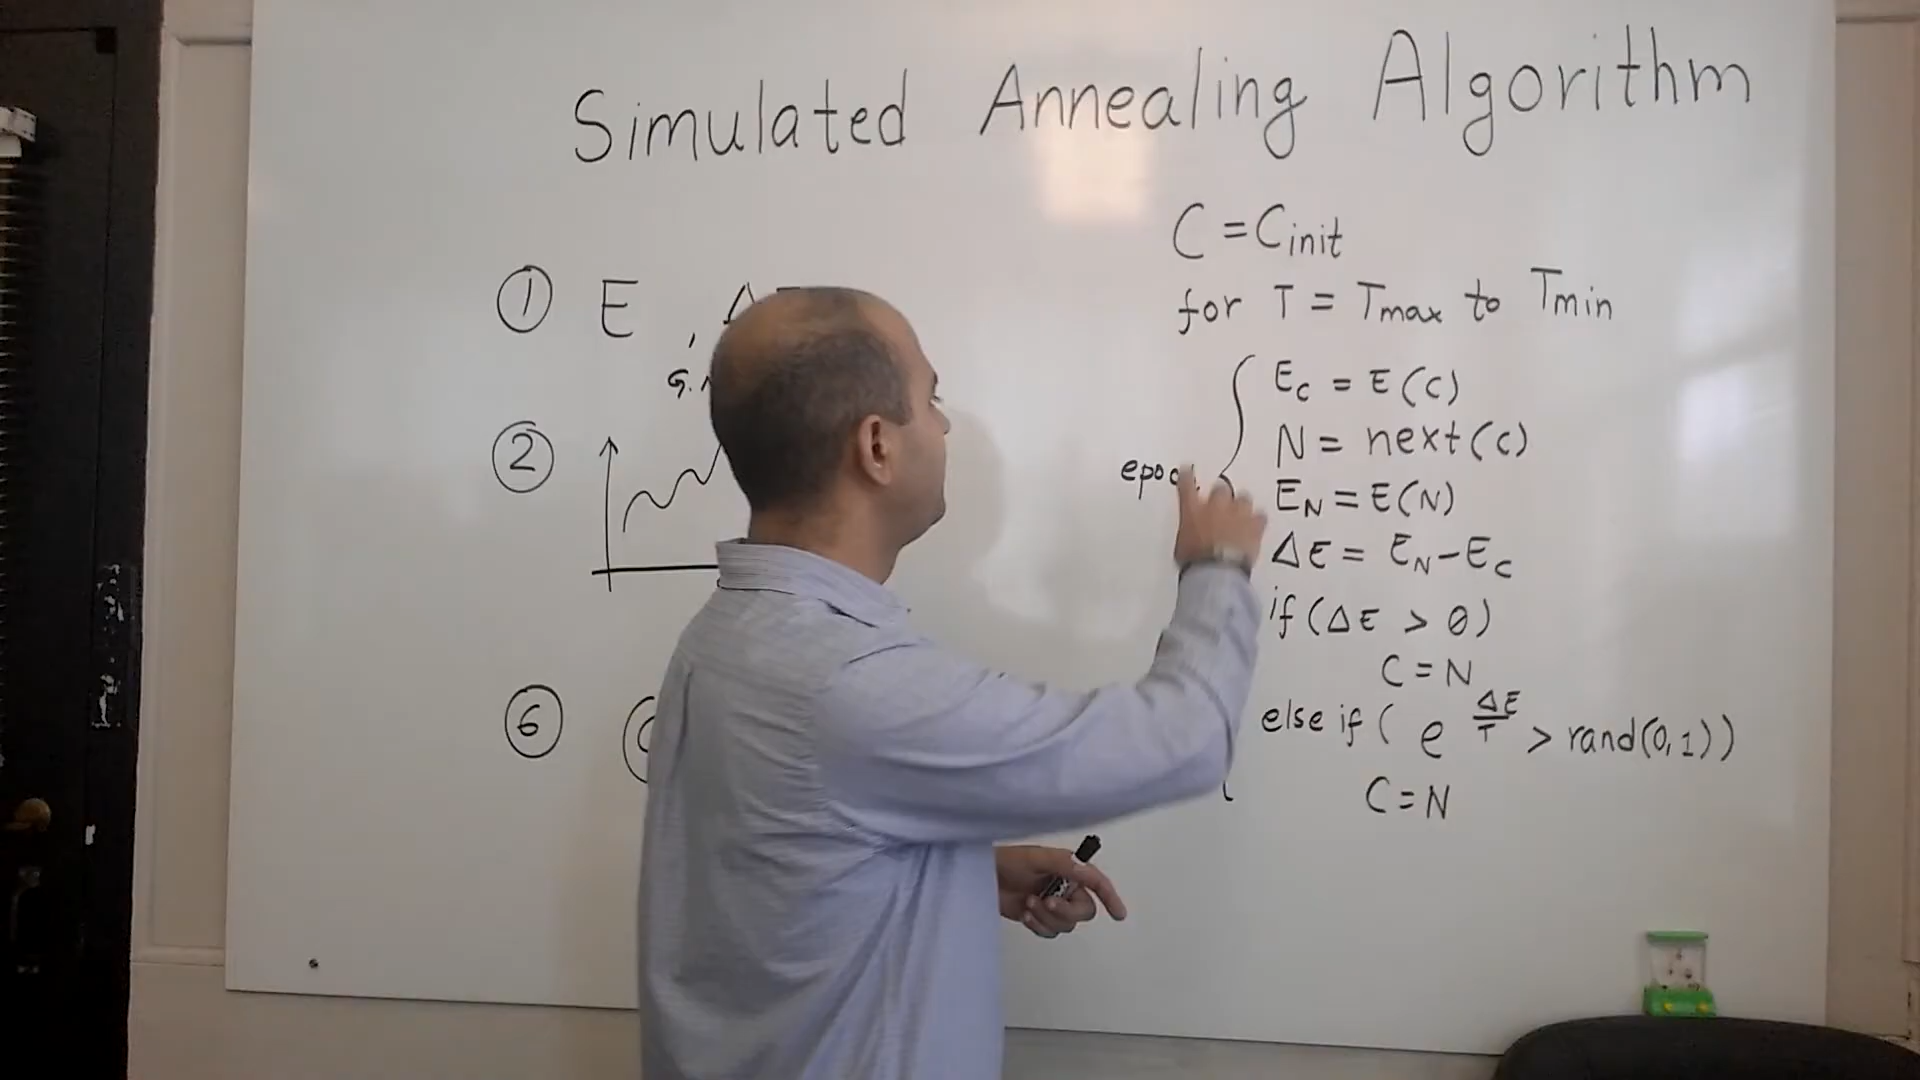 Simulated Annealing Algorithm
① E ,
②
⑥
C = Cinit
for T = Tmax to Tmin
Ec = E(c)
N = next(c)
EN = E(N)
ΔE = EN - Ec
if (ΔE > 0)
C = N
else if ( e^(ΔE/T) > rand(0,1))
C = N